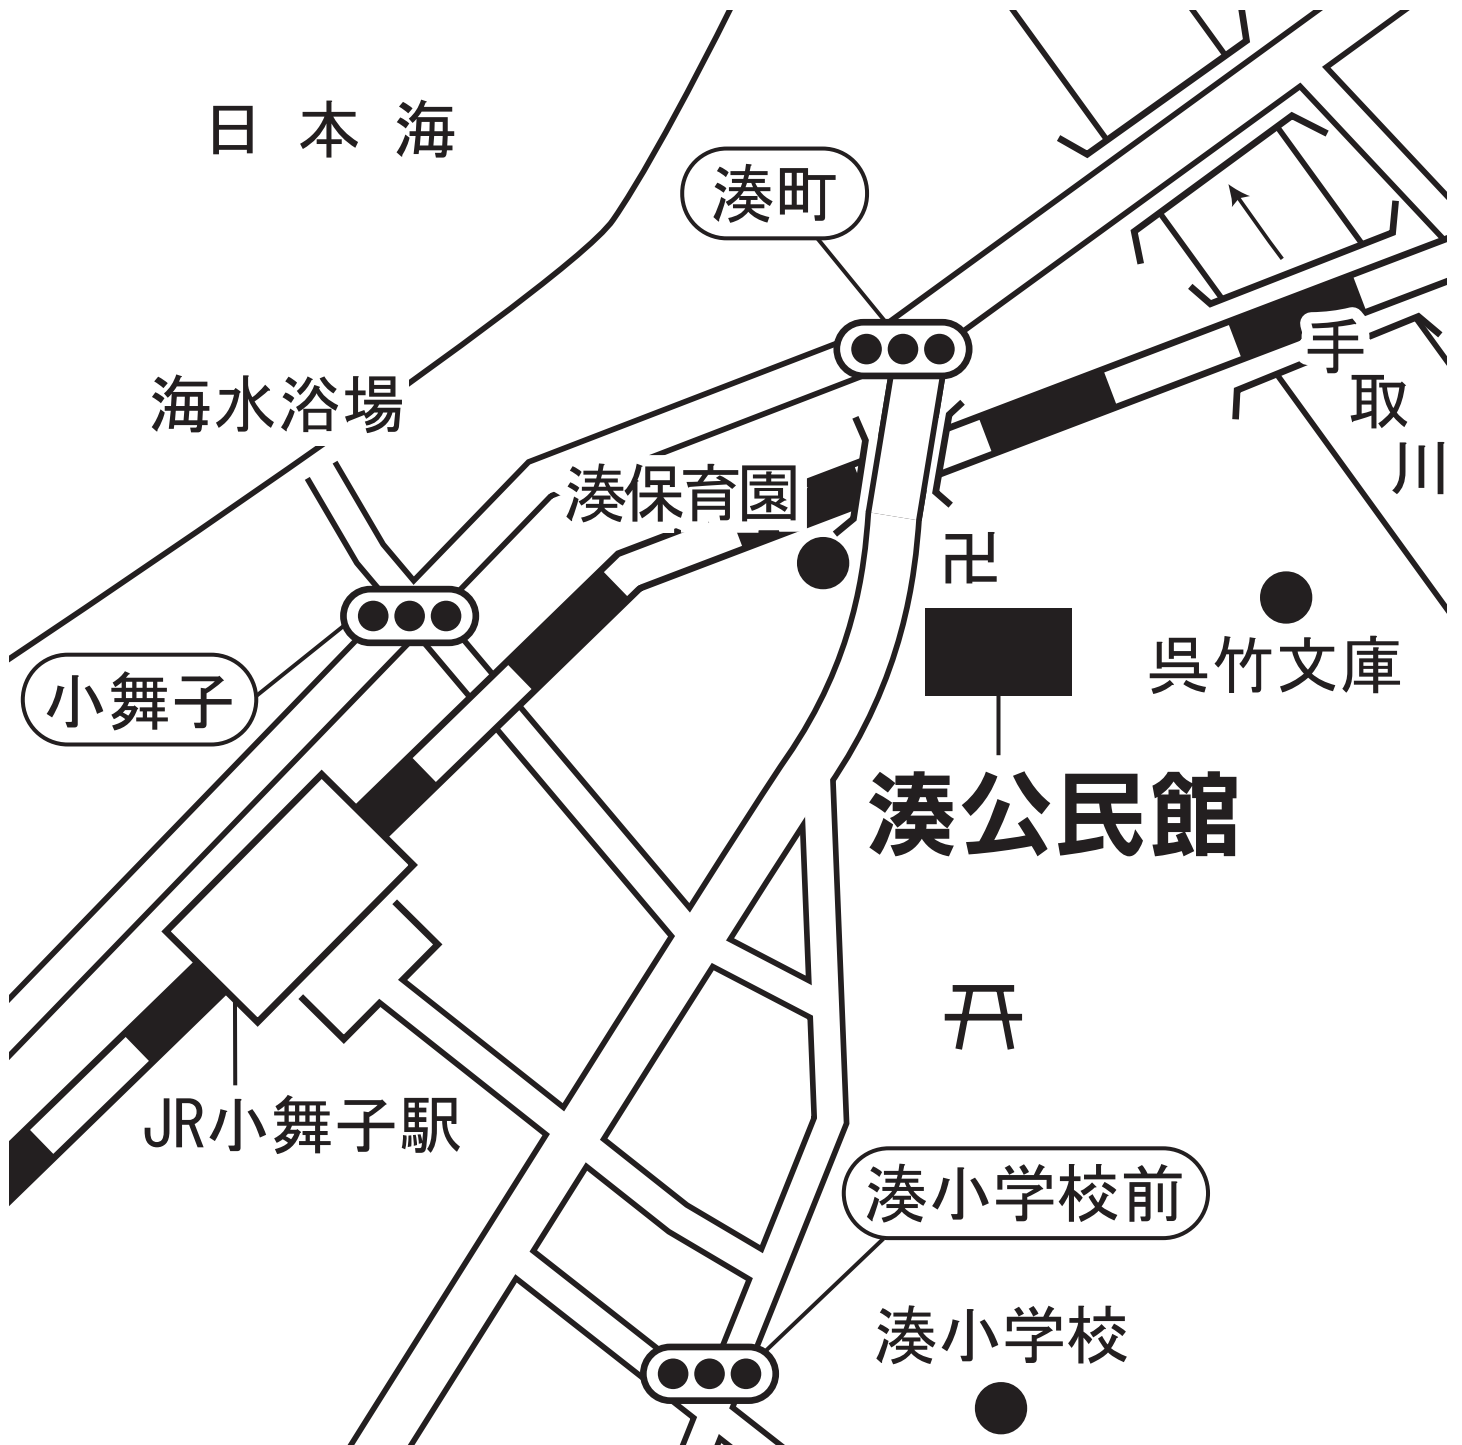 日本海
湊町
手取川
海水浴場
湊保育園
卍
呉竹文庫
小舞子
湊公民館
JR小舞子駅
湊小学校前
湊小学校